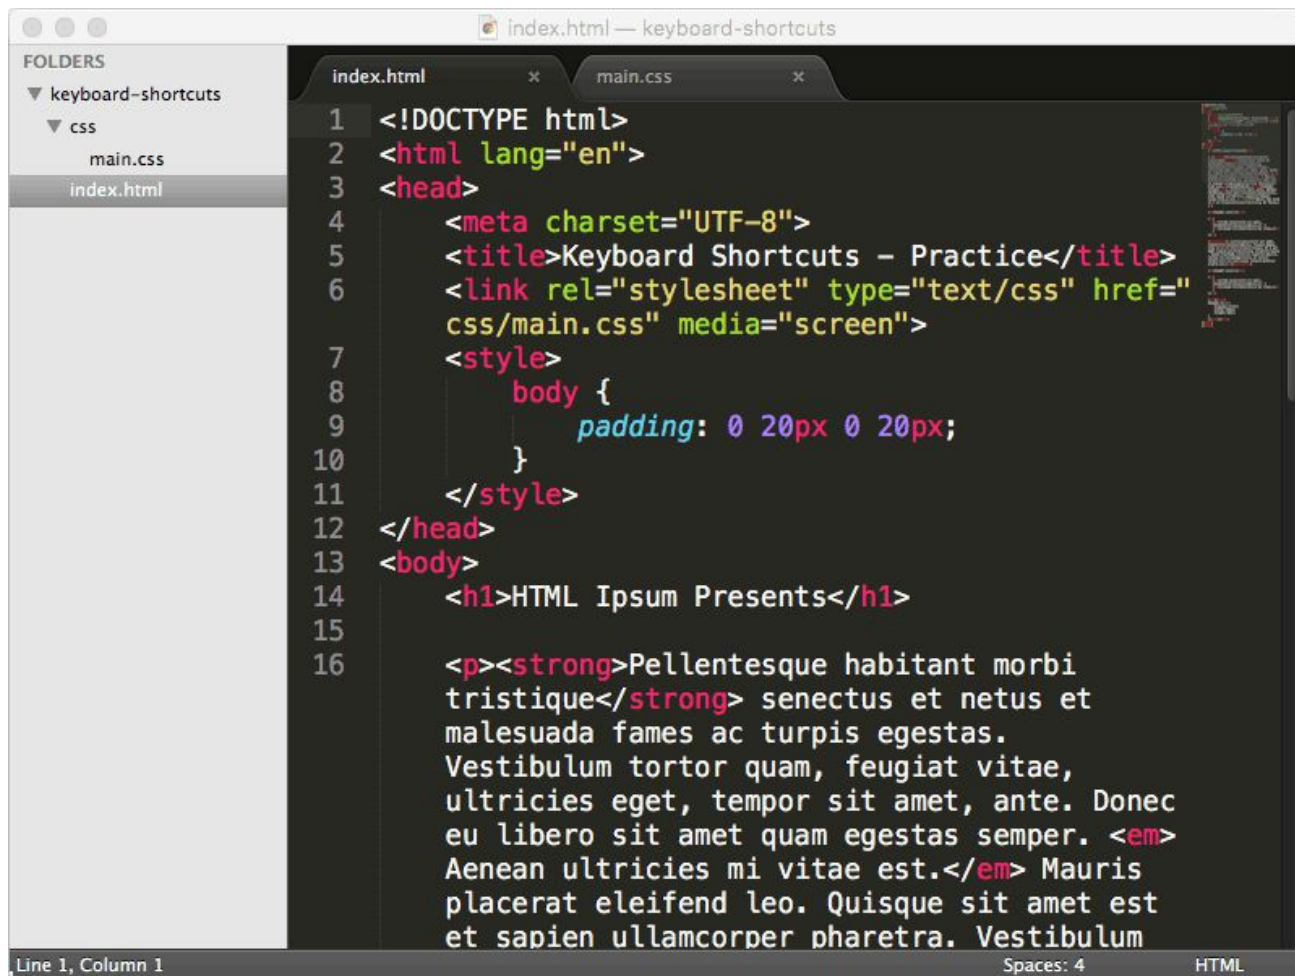 index.html — keyboard-shortcuts
FOLDERS
keyboard-shortcuts
css
main.css
index.html
index.html × main.css ×
1 <!DOCTYPE html>
2 <html lang="en">
3 <head>
4 <meta charset="UTF-8">
5 <title>Keyboard Shortcuts – Practice</title>
6 <link rel="stylesheet" type="text/css" href="
css/main.css" media="screen">
7 <style>
8 body {
9 padding: 0 20px 0 20px;
10 }
11 </style>
12 </head>
13 <body>
14 <h1>HTML Ipsum Presents</h1>
15
16 <p><strong>Pellentesque habitant morbi
tristique</strong> senectus et netus et
malesuada fames ac turpis egestas.
Vestibulum tortor quam, feugiat vitae,
ultricies eget, tempor sit amet, ante. Donec
eu libero sit amet quam egestas semper. <em>
Aenean ultricies mi vitae est.</em> Mauris
placerat eleifend leo. Quisque sit amet est
et sapien ullamcorper pharetra. Vestibulum
Line 1, Column 1 Spaces: 4 HTML